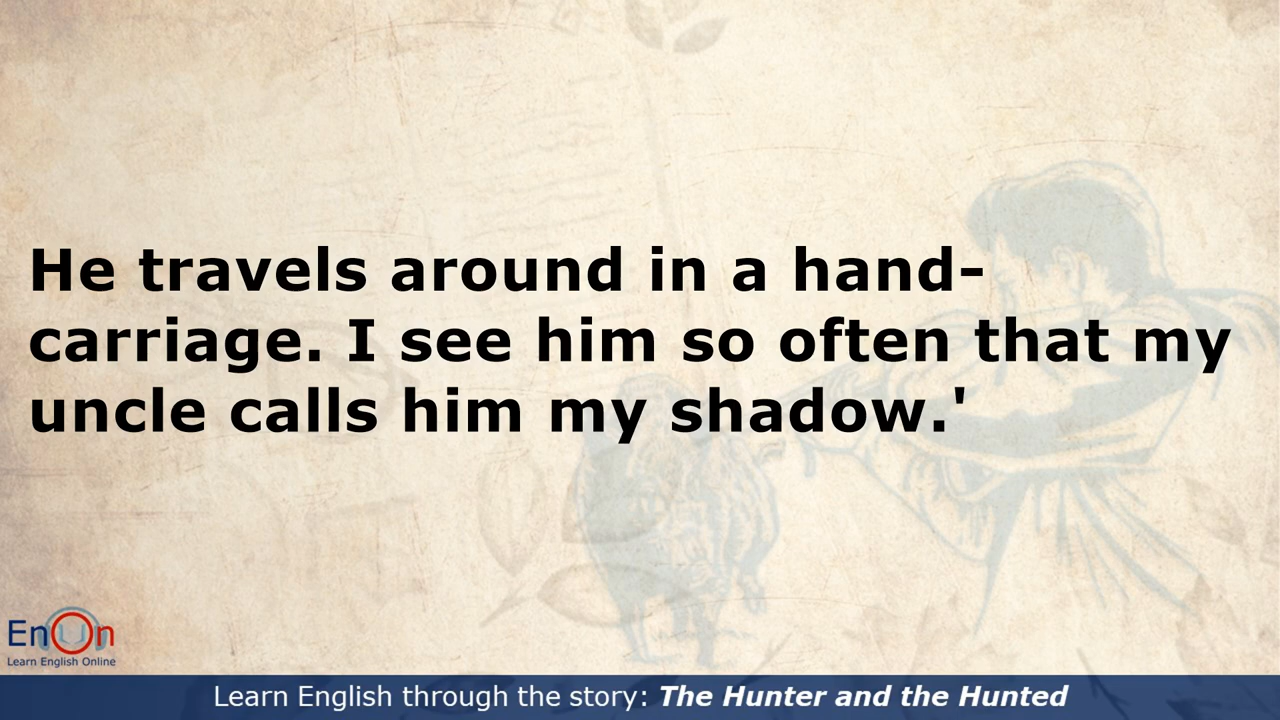 He travels around in a hand-
carriage. I see him so often that my
uncle calls him my shadow.'
EnOn
Learn English Online
Learn English through the story: The Hunter and the Hunted